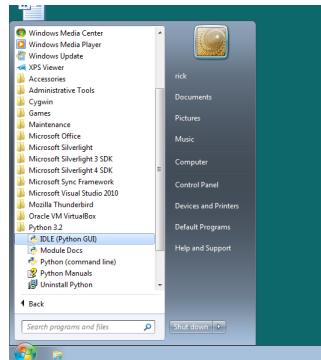 Windows Media Center
Windows Media Player
Windows Update
XPS Viewer
Accessories
Administrative Tools
Cygwin
Games
Maintenance
Microsoft Office
Microsoft Silverlight
Microsoft Silverlight 3 SDK
Microsoft Silverlight 4 SDK
Microsoft Sync Framework
Microsoft Visual Studio 2010
Mozilla Thunderbird
Oracle VM VirtualBox
Python 3.2
IDLE (Python GUI)
Module Docs
Python (command line)
Python Manuals
Uninstall Python
Back
Search programs and files
rick
Documents
Pictures
Music
Computer
Control Panel
Devices and Printers
Default Programs
Help and Support
Shut down